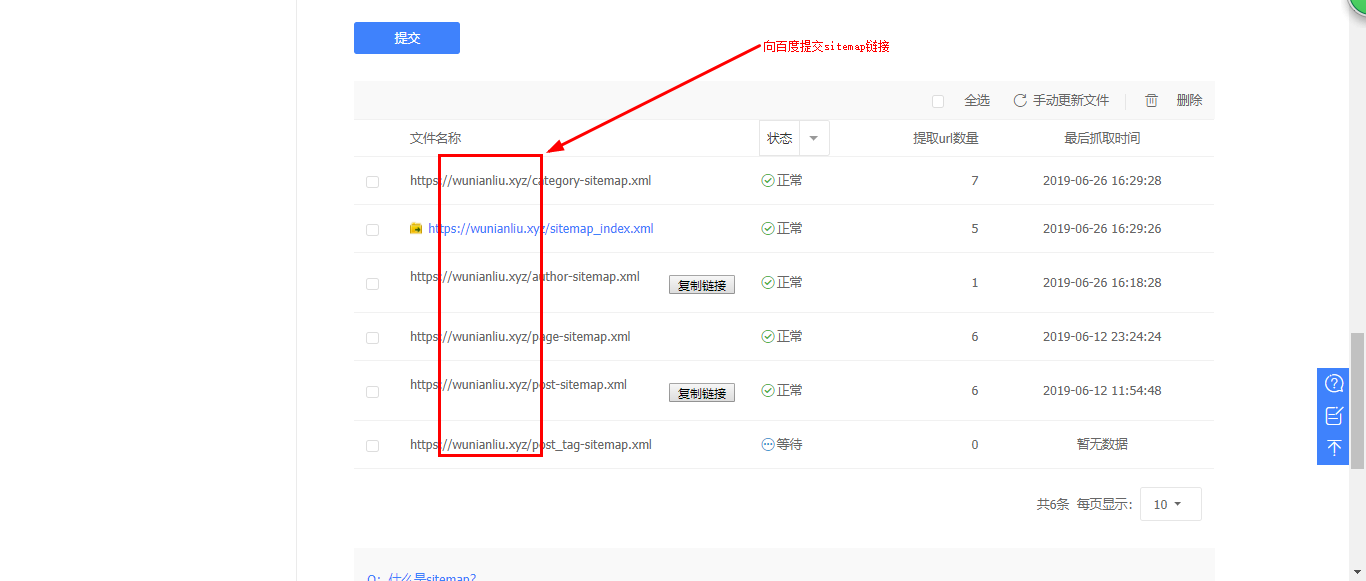 提交
向百度提交sitemap链接
全选 手动更新文件 删除
文件名称 状态 提取url数量 最后抓取时间
https://wunianliu.xyz/category-sitemap.xml 正常 7 2019-06-26 16:29:28
https://wunianliu.xyz/sitemap_index.xml 正常 5 2019-06-26 16:29:26
https://wunianliu.xyz/author-sitemap.xml 复制链接 正常 1 2019-06-26 16:18:28
https://wunianliu.xyz/page-sitemap.xml 正常 6 2019-06-12 23:24:24
https://wunianliu.xyz/post-sitemap.xml 复制链接 正常 6 2019-06-12 11:54:48
https://wunianliu.xyz/post_tag-sitemap.xml 等待 0 暂无数据
共6条 每页显示: 10
Q: 什么是sitemap?